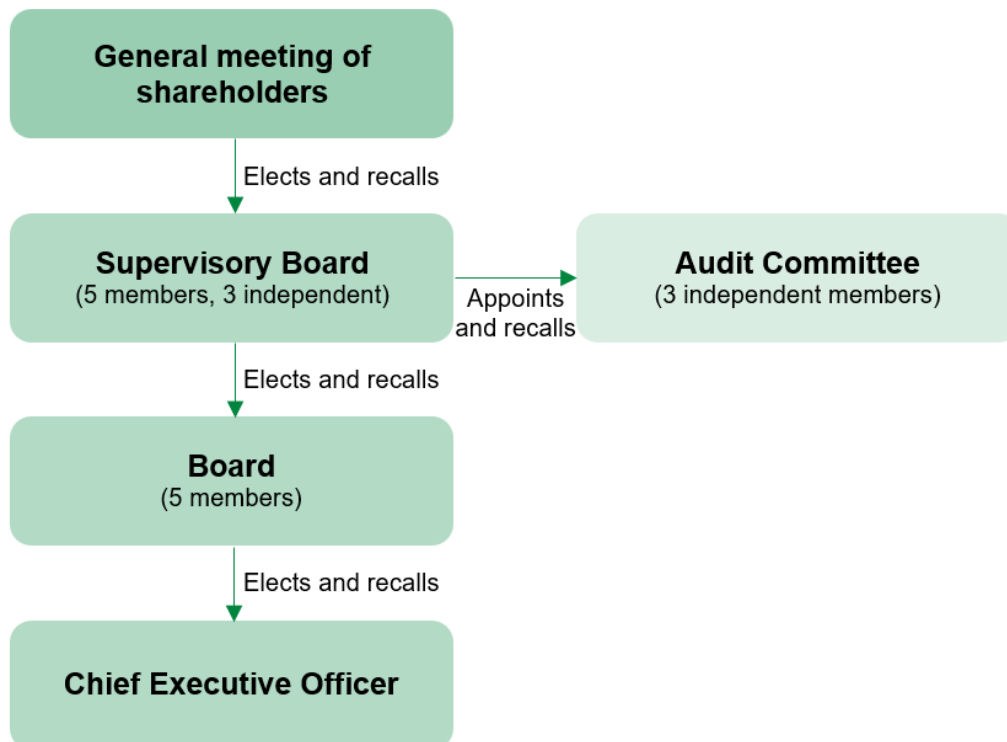 General meeting of
shareholders
Elects and recalls
Supervisory Board
(5 members, 3 independent)
Appoints
and recalls
Audit Committee
(3 independent members)
Elects and recalls
Board
(5 members)
Elects and recalls
Chief Executive Officer